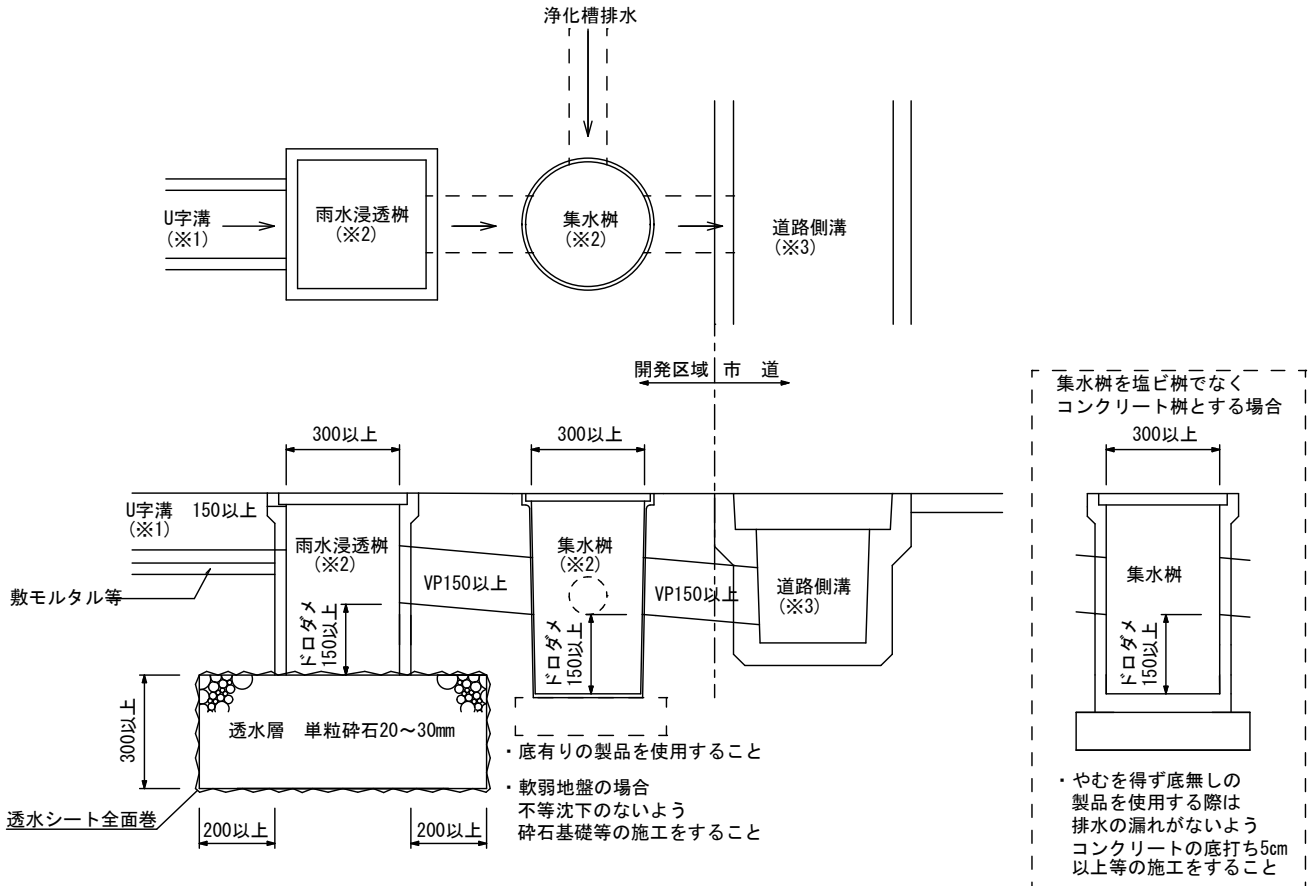 浄化槽排水
U字溝
(※1)
雨水浸透桝
(※2)
集水桝
(※2)
道路側溝
(※3)
開発区域 市 道
300以上
300以上
U字溝 150以上
(※1)
雨水浸透桝
(※2)
VP150以上
集水桝
(※2)
VP150以上
道路側溝
(※3)
敷モルタル等
ドロダメ
150以上
ドロダメ
150以上
300以上
透水層 単粒砕石20～30mm
透水シート全面巻
200以上
200以上
・底有りの製品を使用すること
・軟弱地盤の場合
不等沈下のないよう
砕石基礎等の施工をすること
集水桝を塩ビ桝でなく
コンクリート桝とする場合
300以上
集水桝
ドロダメ
150以上
・やむを得ず底無しの
製品を使用する際は
排水の漏れがないよう
コンクリートの底打ち5cm
以上等の施工をすること